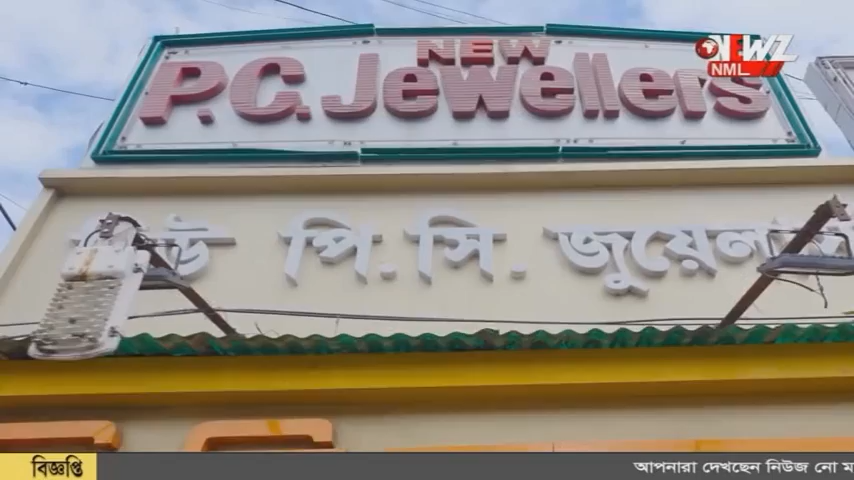 NEW
P.C. Jewellers
NEWZ
NML
নিউ পি. সি. জুয়েলার্স
বিজ্ঞপ্তি
আপনারা দেখছেন নিউজ নো